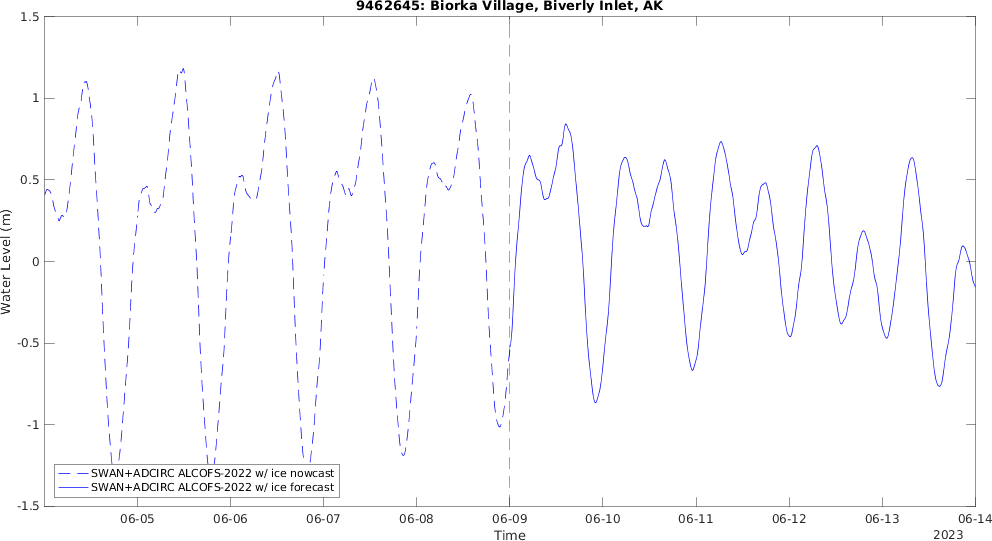 9462645: Biorka Village, Biverly Inlet, AK
1.5
1
0.5
0
-0.5
-1
-1.5
Water Level (m)
SWAN+ADCIRC ALCOFS-2022 w/ ice nowcast
SWAN+ADCIRC ALCOFS-2022 w/ ice forecast
06-05 06-06 06-07 06-08 06-09 06-10 06-11 06-12 06-13 06-14
Time
2023